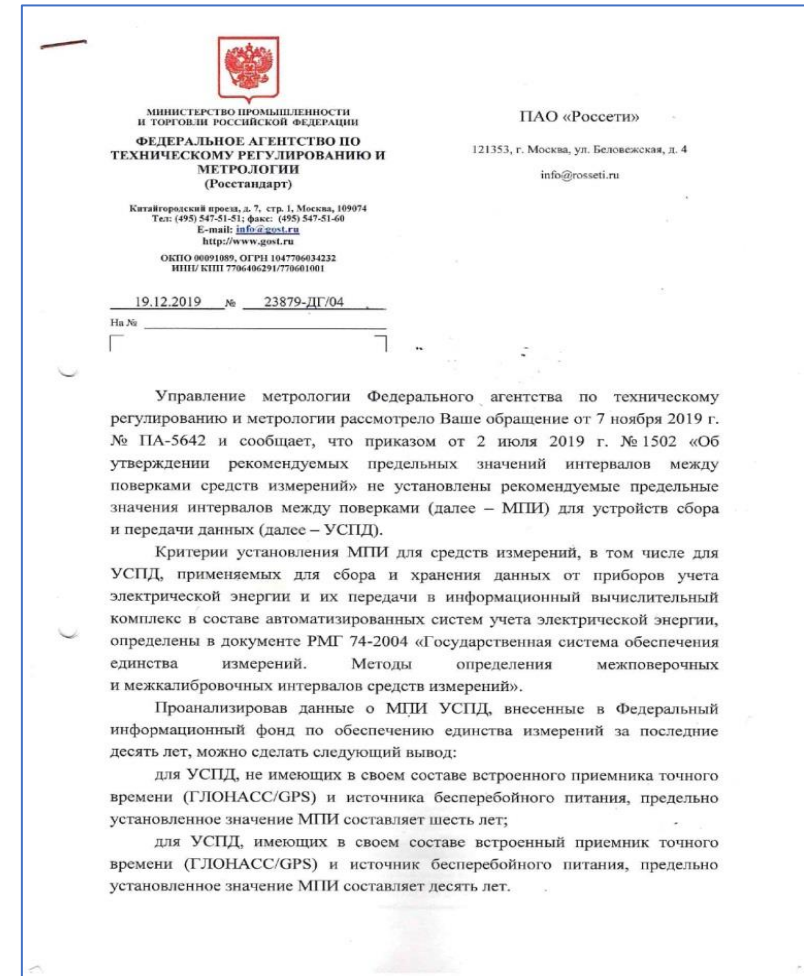 МИНИСТЕРСТВО ПРОМЫШЛЕННОСТИ
И ТОРГОВЛИ РОССИЙСКОЙ ФЕДЕРАЦИИ
ФЕДЕРАЛЬНОЕ АГЕНТСТВО ПО
ТЕХНИЧЕСКОМУ РЕГУЛИРОВАНИЮ И
МЕТРОЛОГИИ
(Росстандарт)
Китайгородский проезд, д. 7, стр. 1, Москва, 109074
Тел: (495) 547-51-51; факс: (495) 547-51-60
E-mail: info@gost.ru
http://www.gost.ru
ОКПО 00091089, ОГРН 1047706034232
ИНН/ КПП 7706406291/770601001
19.12.2019 № 23879-ДГ/04
На №
ПАО «Россети»
121353, г. Москва, ул. Беловежская, д. 4
info@rosseti.ru
Управление метрологии Федерального агентства по техническому
регулированию и метрологии рассмотрело Ваше обращение от 7 ноября 2019 г.
№ ПА-5642 и сообщает, что приказом от 2 июля 2019 г. № 1502 «Об
утверждении рекомендуемых предельных значений интервалов между
поверками средств измерений» не установлены рекомендуемые предельные
значения интервалов между поверками (далее – МПИ) для устройств сбора
и передачи данных (далее – УСПД).
Критерии установления МПИ для средств измерений, в том числе для
УСПД, применяемых для сбора и хранения данных от приборов учета
электрической энергии и их передачи в информационный вычислительный
комплекс в составе автоматизированных систем учета электрической энергии,
определены в документе РМГ 74-2004 «Государственная система обеспечения
единства измерений. Методы определения межповерочных
и межкалибровочных интервалов средств измерений».
Проанализировав данные о МПИ УСПД, внесенные в Федеральный
информационный фонд по обеспечению единства измерений за последние
десять лет, можно сделать следующий вывод:
для УСПД, не имеющих в своем составе встроенного приемника точного
времени (ГЛОНАСС/GPS) и источника бесперебойного питания, предельно
установленное значение МПИ составляет шесть лет;
для УСПД, имеющих в своем составе встроенный приемник точного
времени (ГЛОНАСС/GPS) и источник бесперебойного питания, предельно
установленное значение МПИ составляет десять лет.